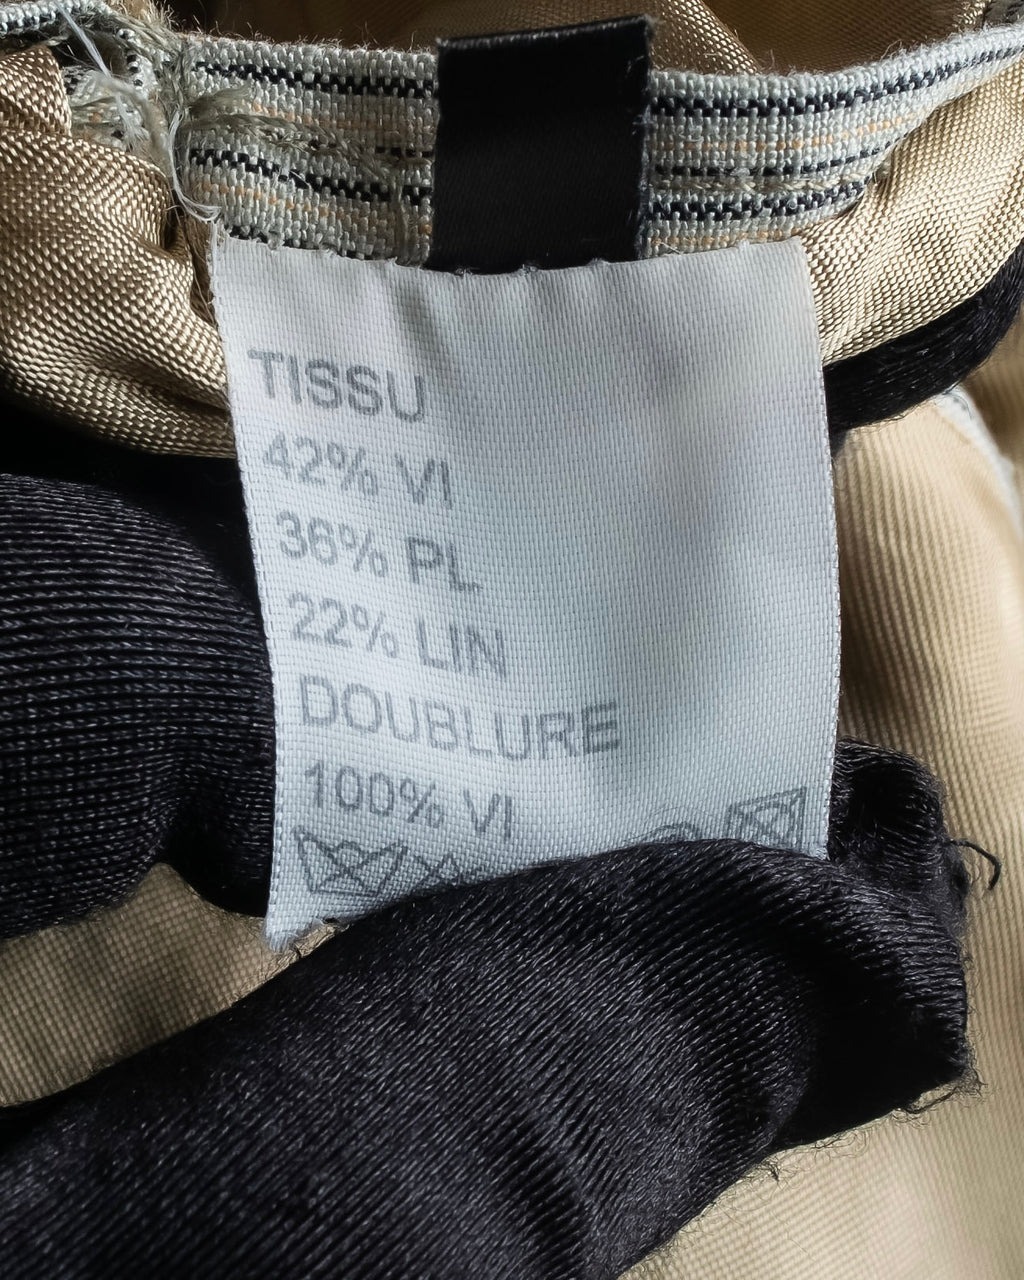 TISSU
42% VI
36% PL
22% LIN
DOUBLURE
100% VI